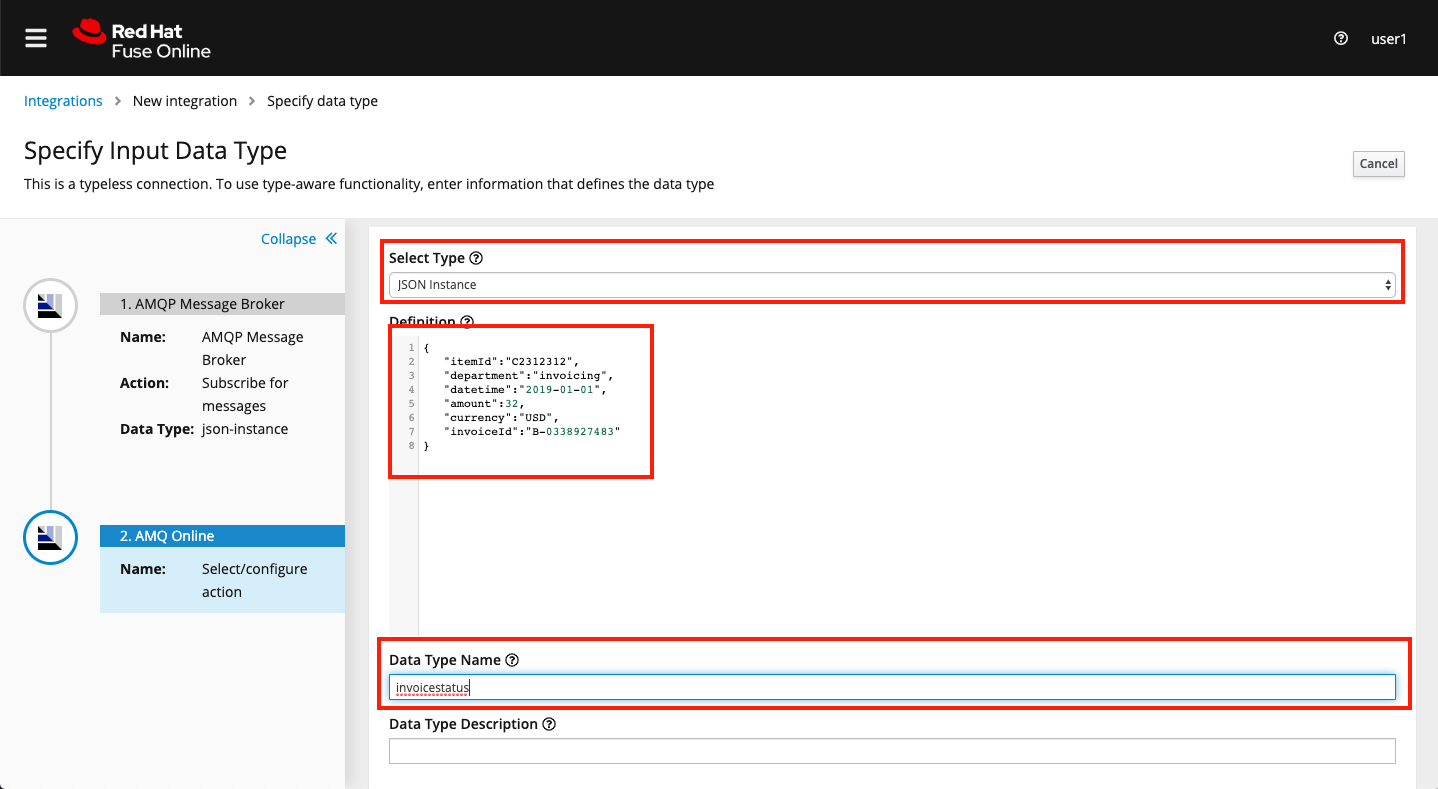 Red Hat
Fuse Online
user1
Integrations > New integration > Specify data type
Specify Input Data Type
Cancel
This is a typeless connection. To use type-aware functionality, enter information that defines the data type
Collapse «
1. AMQP Message Broker
Name: AMQP Message
Broker
Action: Subscribe for
messages
Data Type: json-instance
2. AMQ Online
Name: Select/configure
action
Select Type
JSON Instance
Definition
1 {
2 "itemId":"C2312312",
3 "department":"invoicing",
4 "datetime":"2019-01-01",
5 "amount":32,
6 "currency":"USD",
7 "invoiceId":"B-0338927483"
8 }
Data Type Name
invoicestatus
Data Type Description